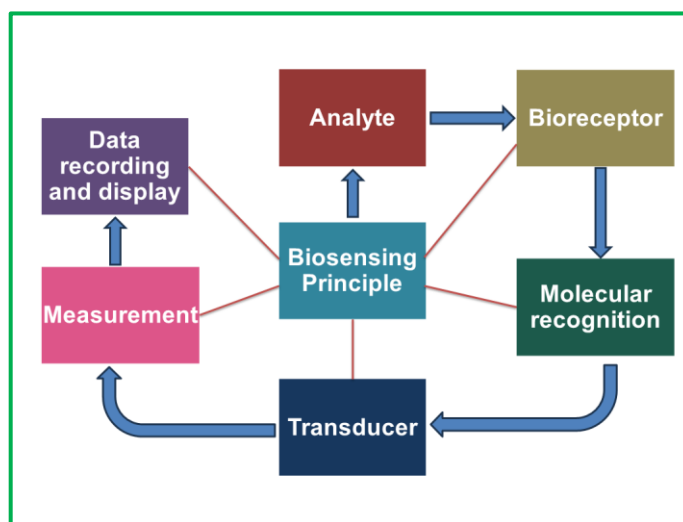 Analyte
Bioreceptor
Data
recording
and display
Biosensing
Principle
Measurement
Molecular
recognition
Transducer